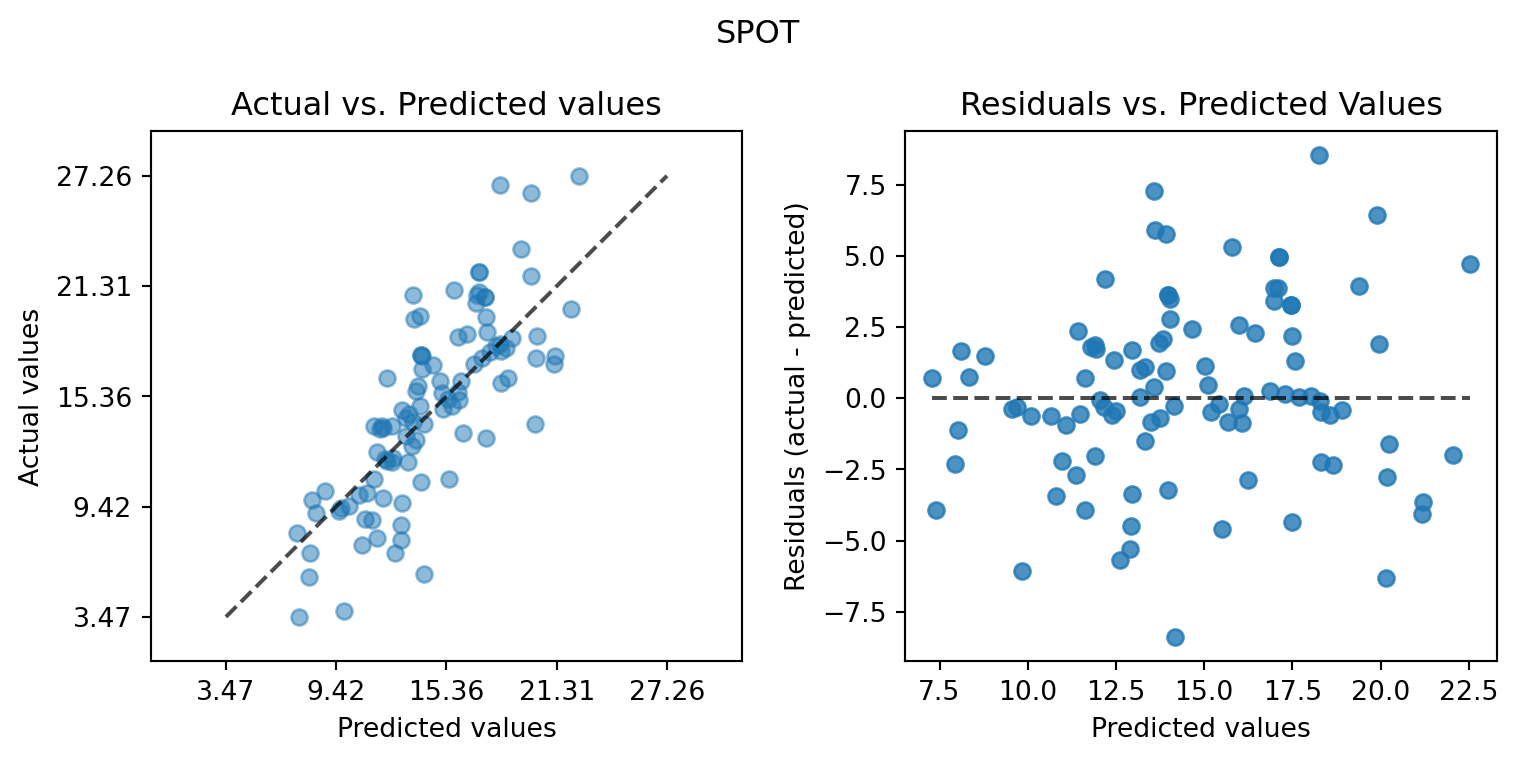 SPOT
Actual vs. Predicted values
Actual values
27.26
21.31
15.36
9.42
3.47
3.47 9.42 15.36 21.31 27.26
Predicted values
Residuals vs. Predicted Values
Residuals (actual - predicted)
7.5
5.0
2.5
0.0
−2.5
−5.0
−7.5
7.5 10.0 12.5 15.0 17.5 20.0 22.5
Predicted values